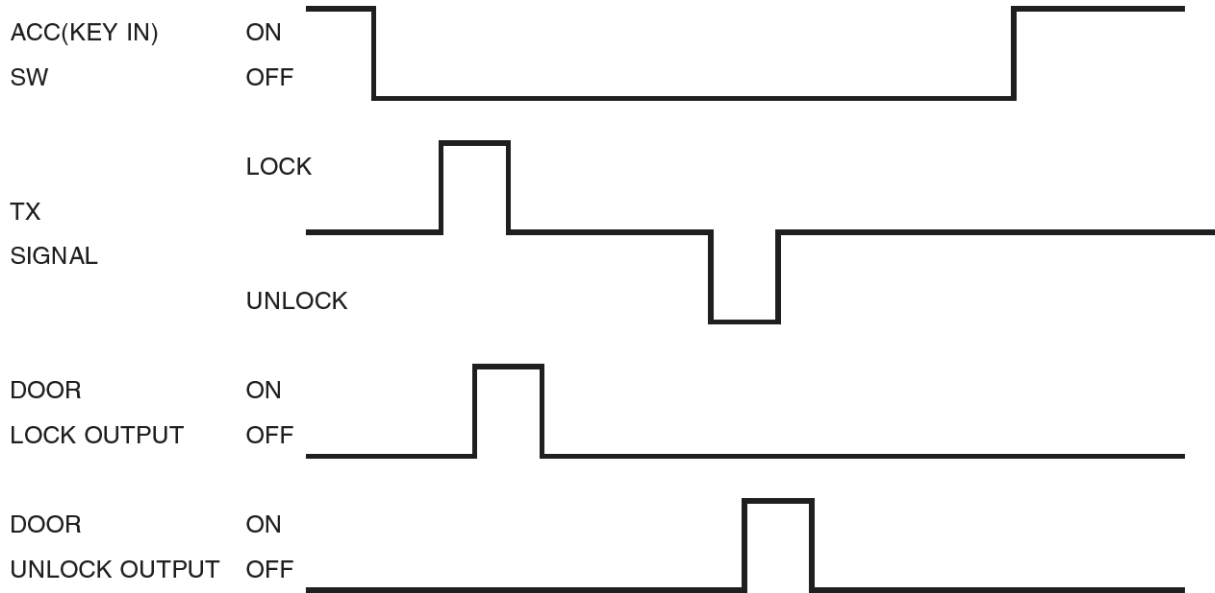 ACC(KEY IN) ON
SW OFF
LOCK
TX
SIGNAL
UNLOCK
DOOR ON
LOCK OUTPUT OFF
DOOR ON
UNLOCK OUTPUT OFF